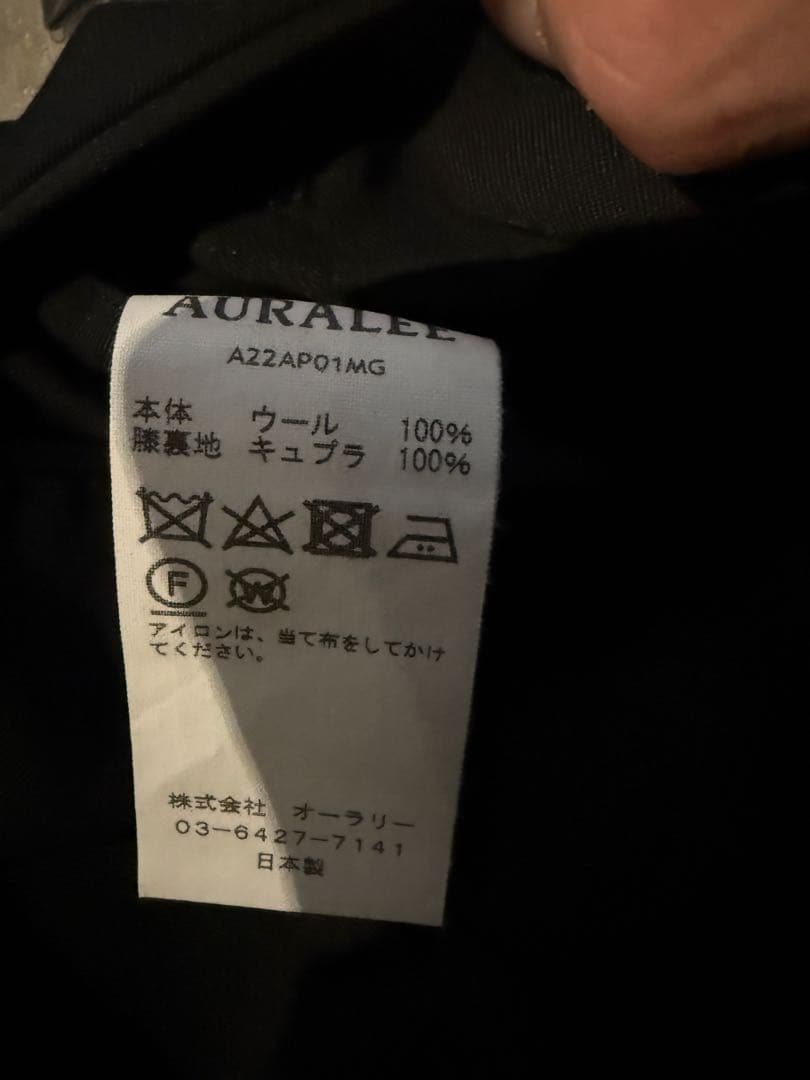 AURALEE
A22AP01MG
本体 ウール 100%
膝裏地 キュプラ 100%
F W
アイロンは、当て布をしてかけ
てください。
株式会社 オーラリー
03-6427-7141
日本製